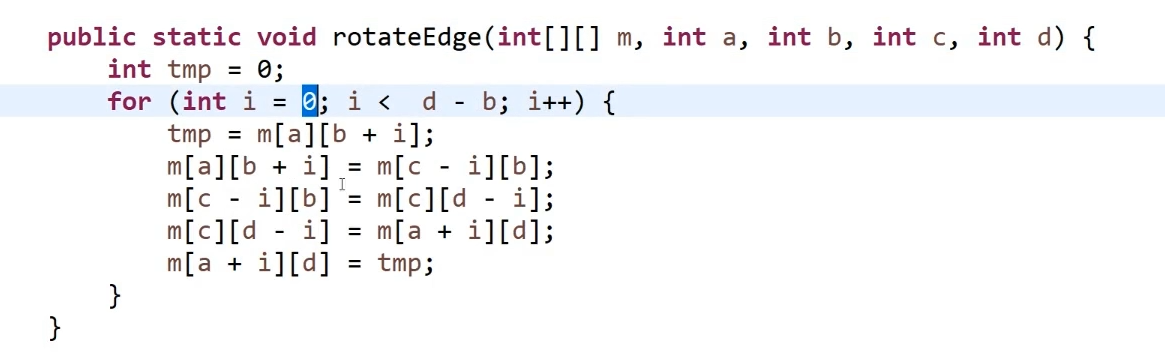 public static void rotateEdge(int[][] m, int a, int b, int c, int d) {
    int tmp = 0;
    for (int i = 0; i <  d - b; i++) {
        tmp = m[a][b + i];
        m[a][b + i] = m[c - i][b];
        m[c - i][b] = m[c][d - i];
        m[c][d - i] = m[a + i][d];
        m[a + i][d] = tmp;
    }
}